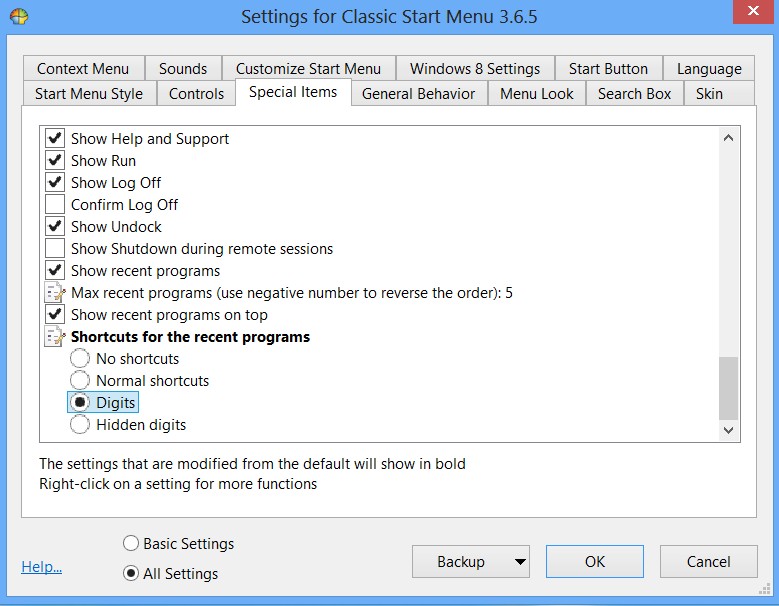 Settings for Classic Start Menu 3.6.5
Context Menu Sounds Customize Start Menu Windows 8 Settings Start Button Language
Start Menu Style Controls Special Items General Behavior Menu Look Search Box Skin
Show Help and Support
Show Run
Show Log Off
Confirm Log Off
Show Undock
Show Shutdown during remote sessions
Show recent programs
Max recent programs (use negative number to reverse the order): 5
Show recent programs on top
Shortcuts for the recent programs
No shortcuts
Normal shortcuts
Digits
Hidden digits
The settings that are modified from the default will show in bold
Right-click on a setting for more functions
Basic Settings
Help... All Settings Backup OK Cancel